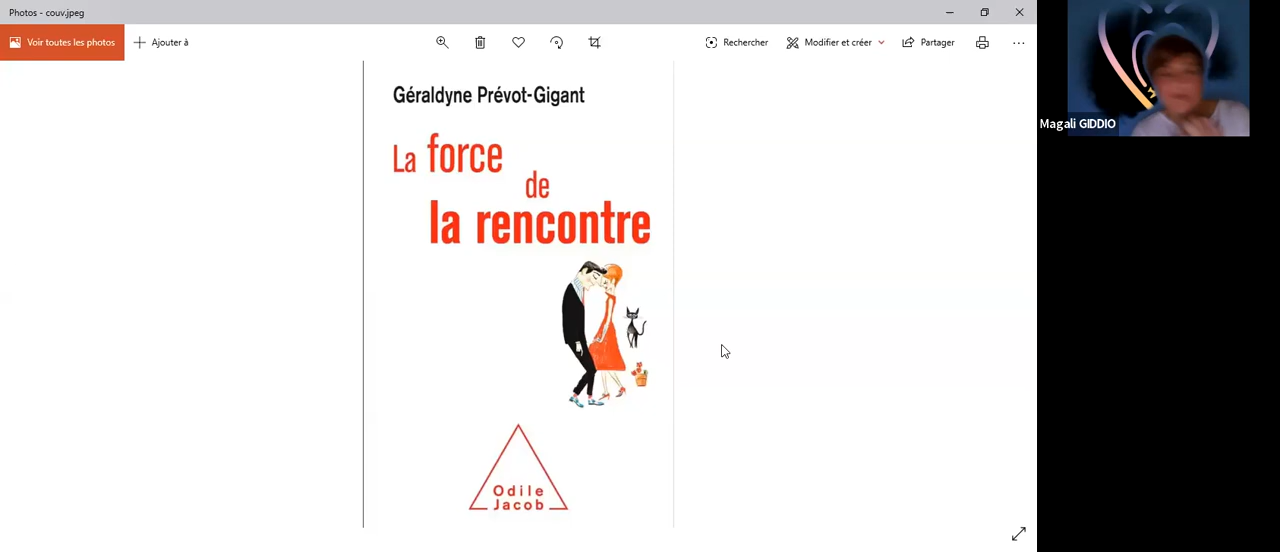 Photos - couv.jpeg
Voir toutes les photos
Ajouter à
Rechercher
Modifier et créer
Partager
Géraldyne Prévot-Gigant
La force
de
la rencontre
Odile
Jacob
Magali GIDDIO